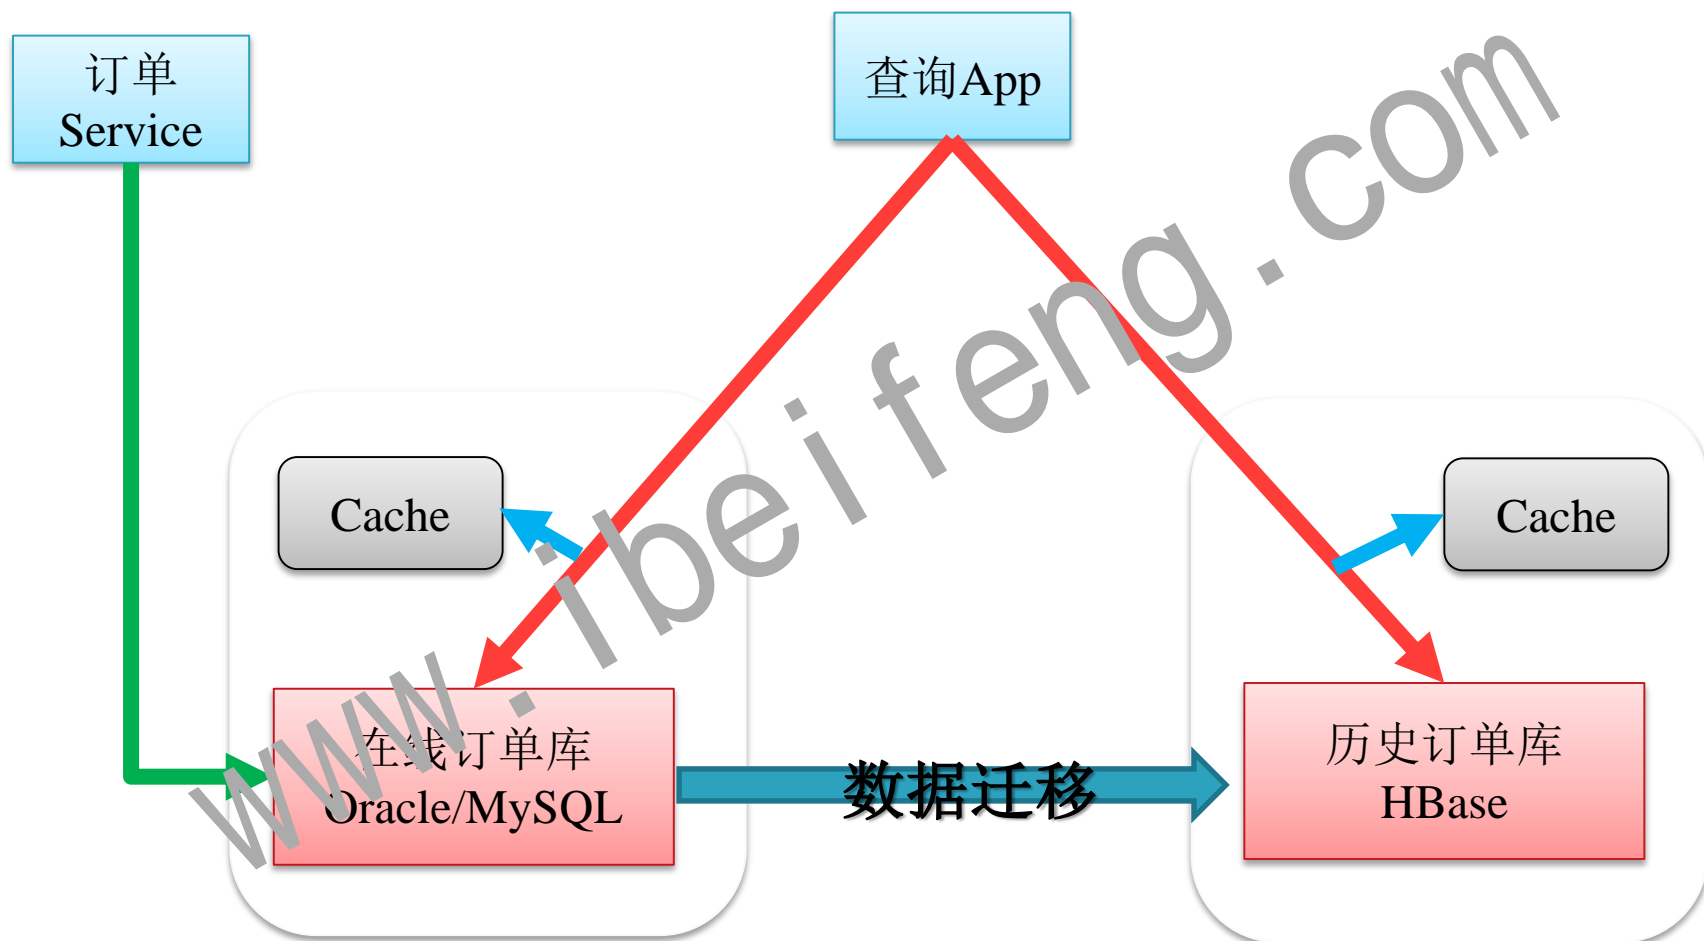 订单
Service
查询App
Cache
Cache
在线订单库
Oracle/MySQL
数据迁移
历史订单库
HBase
www.ibeifeng.com